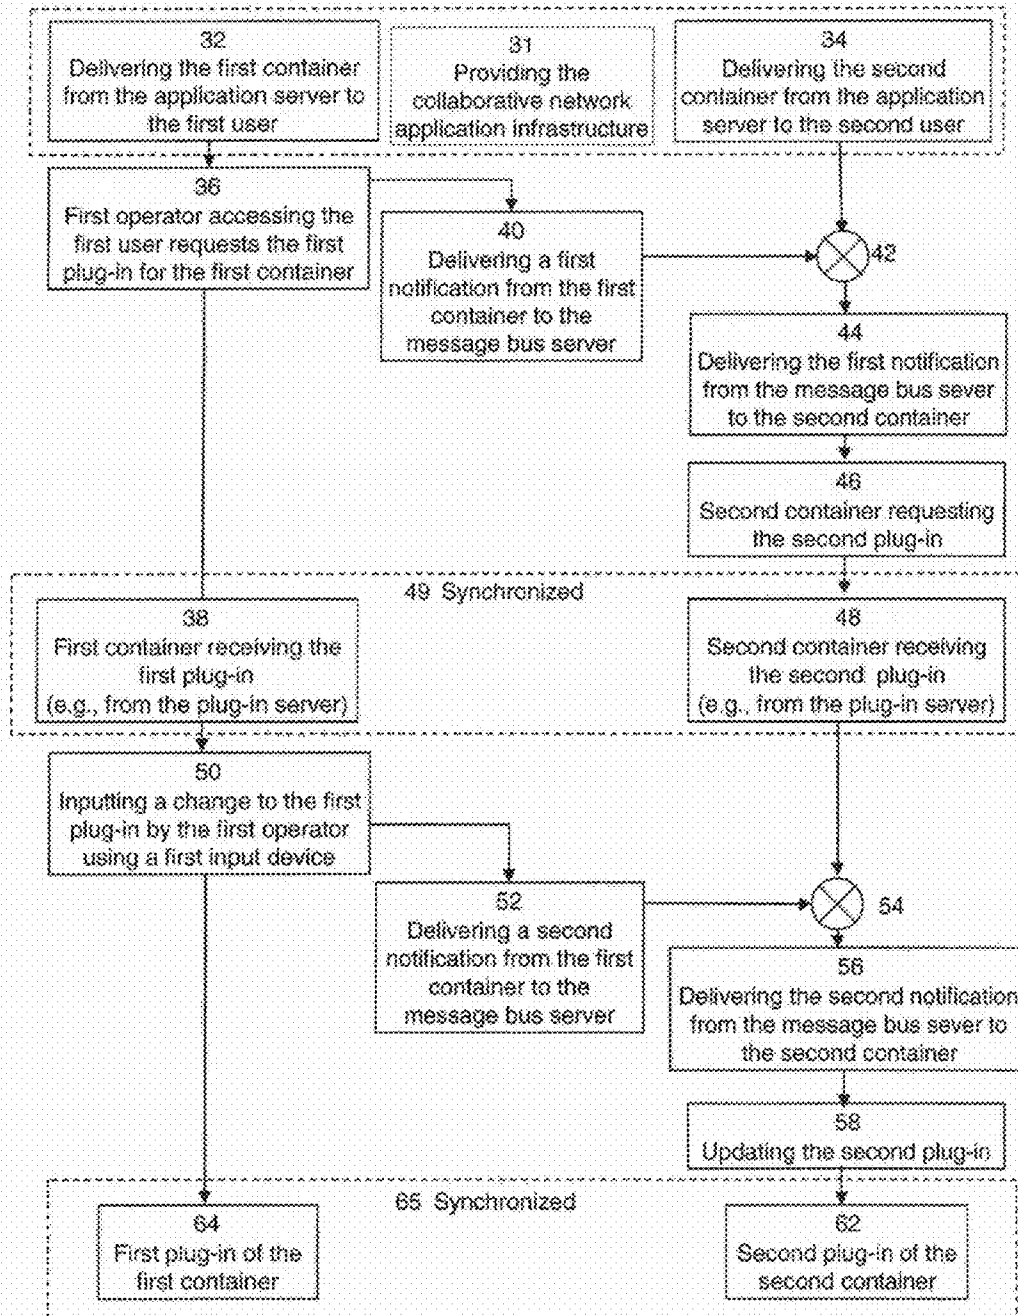 32
Delivering the first container
from the application server to
the first user
31
Providing the
collaborative network
application infrastructure
34
Delivering the second
container from the application
server to the second user
36
First operator accessing the
first user requests the first
plug-in for the first container
40
Delivering a first
notification from the first
container to the
message bus server
42
44
Delivering the first notification
from the message bus sever
to the second container
46
Second container requesting
the second plug-in
49 Synchronized
38
First container receiving the
first plug-in
(e.g., from the plug-in server)
48
Second container receiving
the second plug-in
(e.g., from the plug-in server)
50
Inputting a change to the first
plug-in by the first operator
using a first input device
52
Delivering a second
notification from the first
container to the
message bus server
54
56
Delivering the second notification
from the message bus sever to
the second container
58
Updating the second plug-in
65 Synchronized
64
First plug-in of the
first container
62
Second plug-in of the
second container